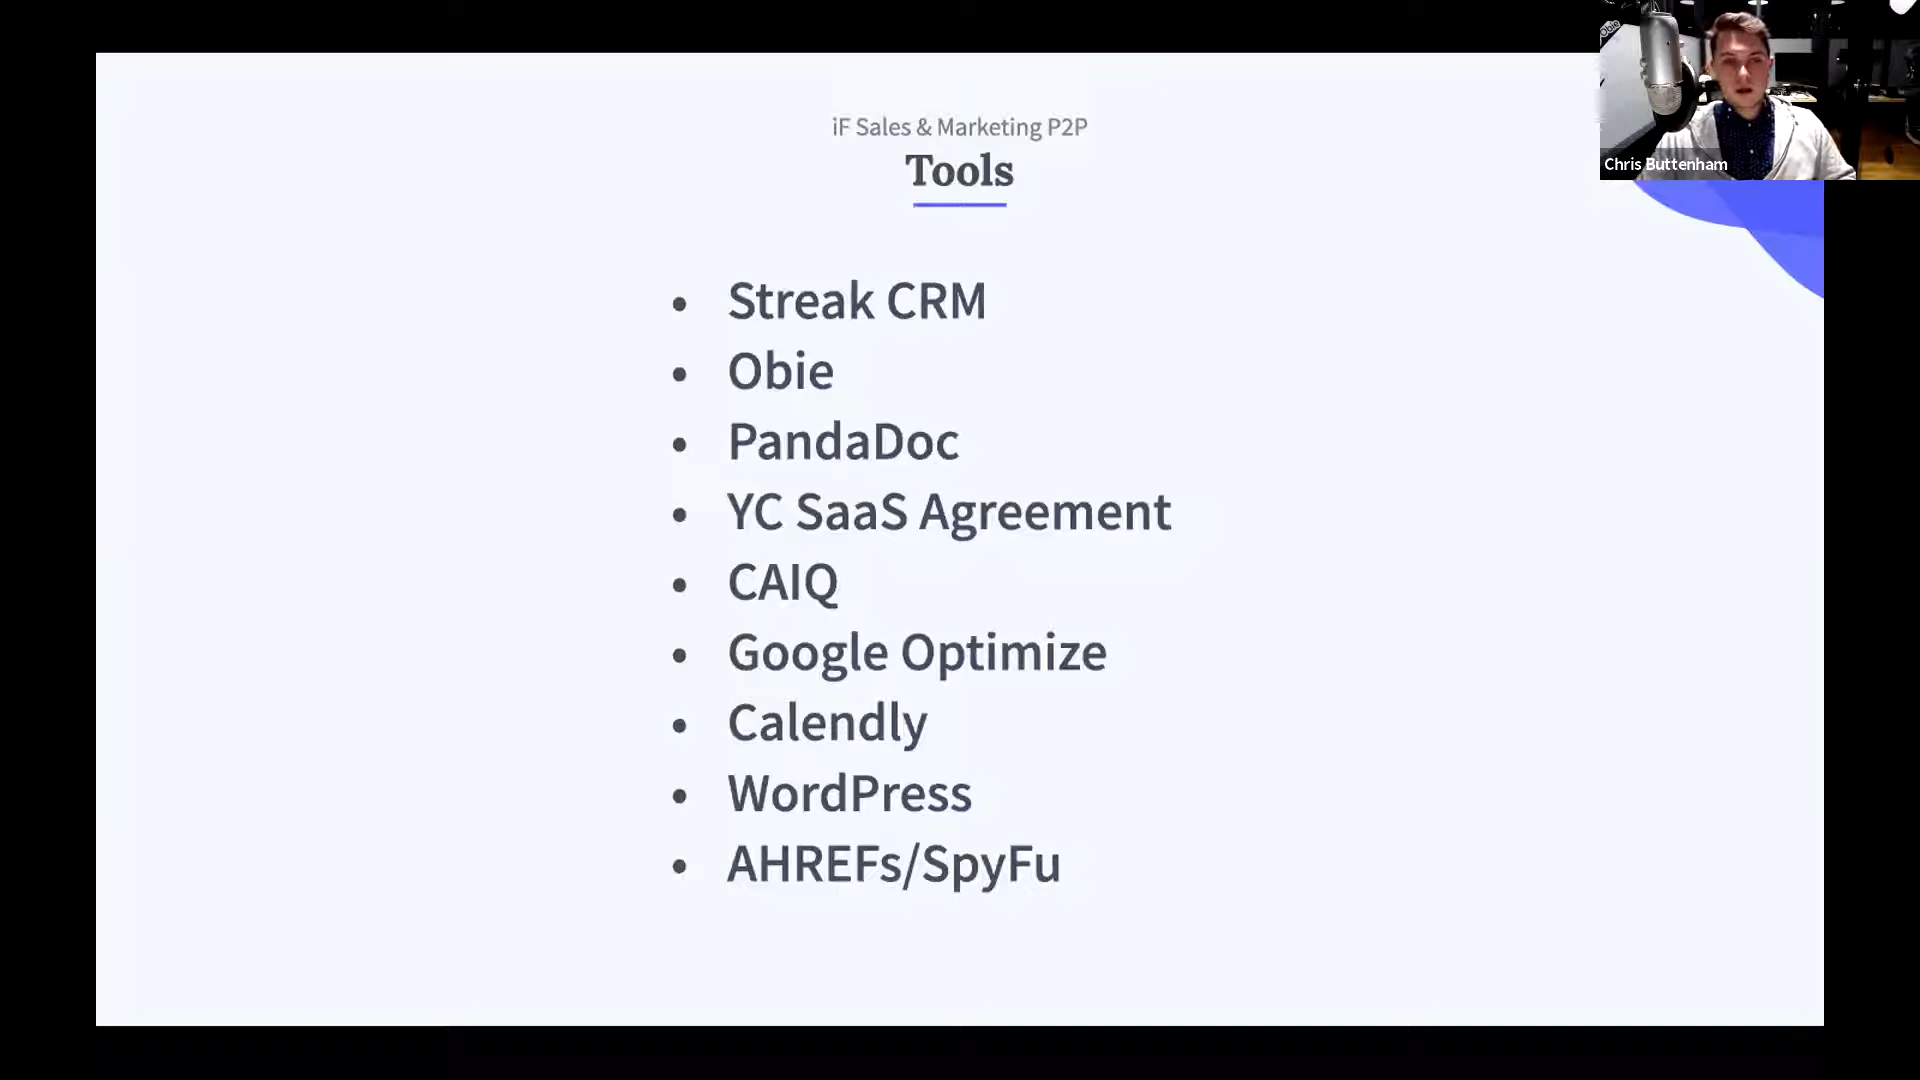 iF Sales & Marketing P2P
Tools
• Streak CRM
• Obie
• PandaDoc
• YC SaaS Agreement
• CAIQ
• Google Optimize
• Calendly
• WordPress
• AHREFs/SpyFu
Obie
Chris Buttenham